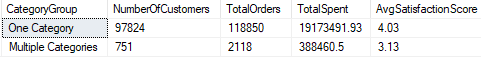 CategoryGroup NumberOfCustomers TotalOrders TotalSpent AvgSatisfactionScore
One Category 97824 118850 19173491.93 4.03
Multiple Categories 751 2118 388460.5 3.13